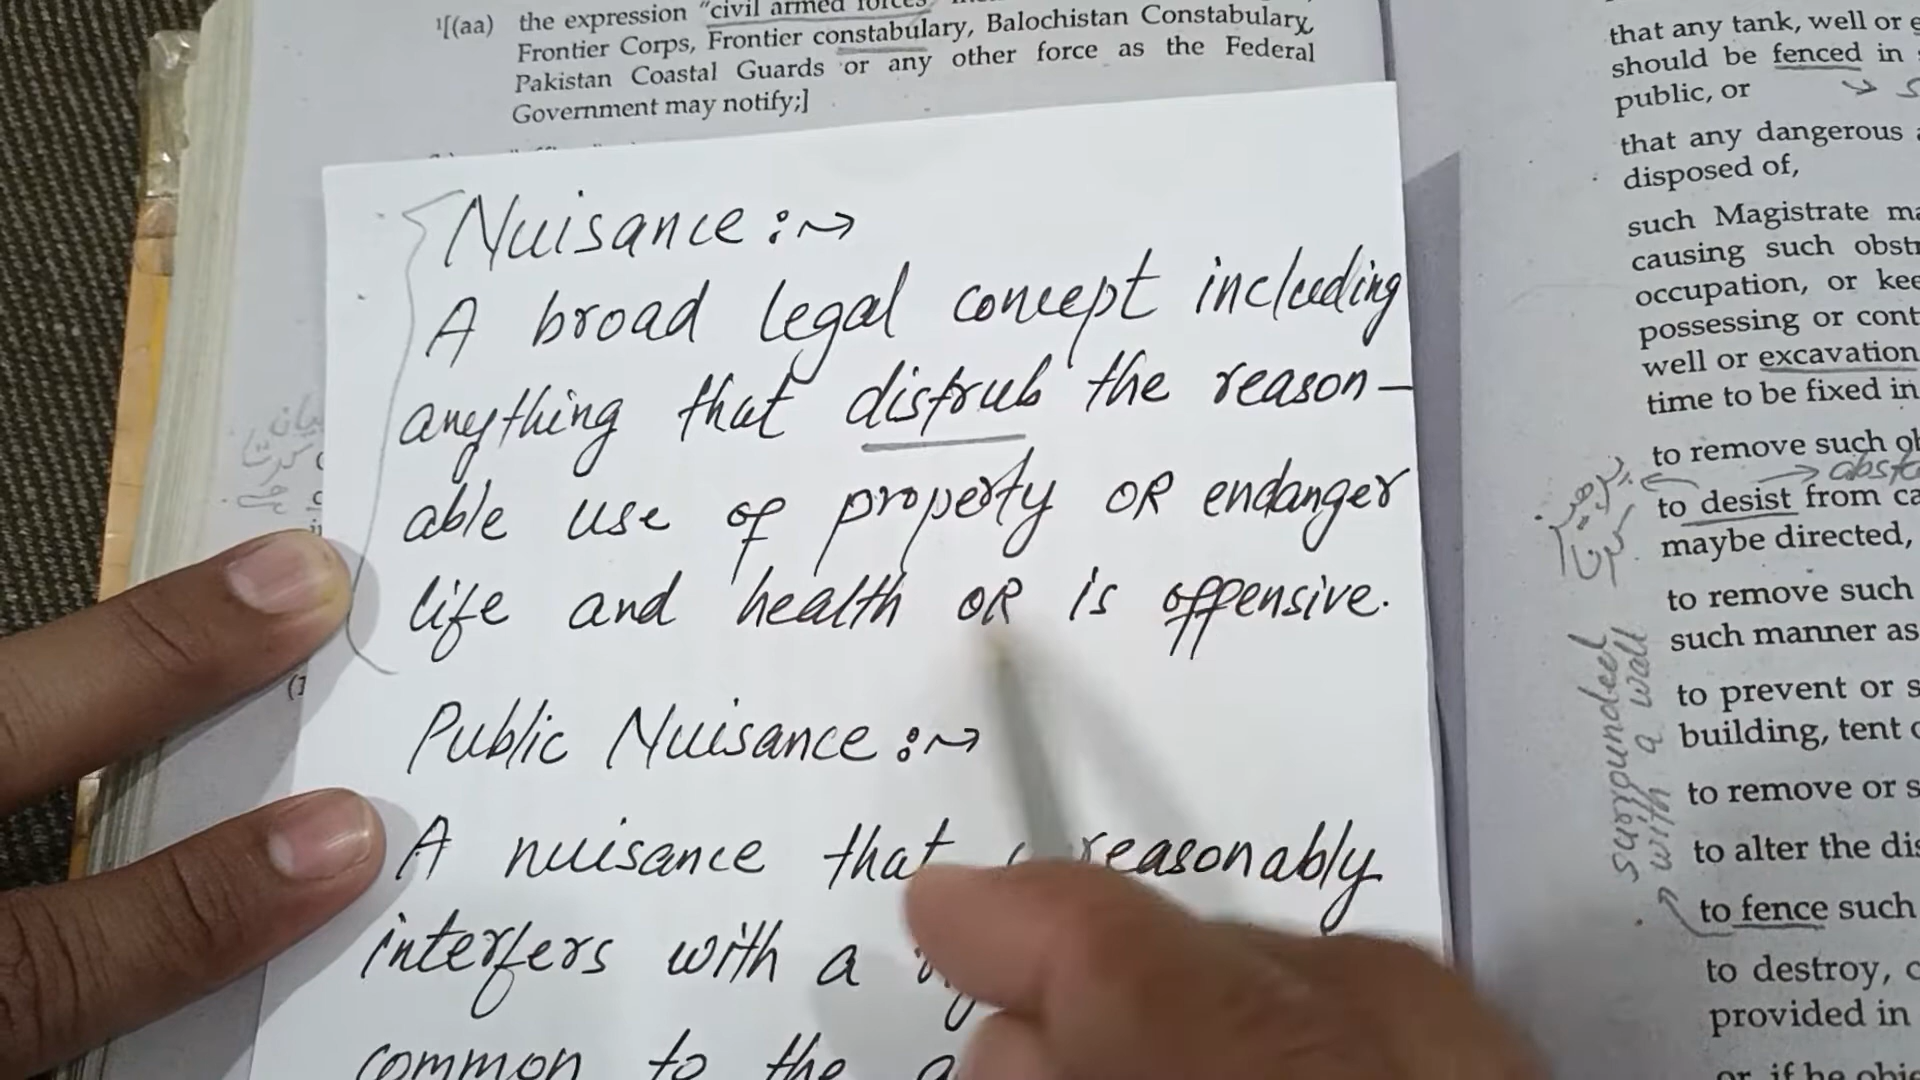 ¹[(aa) the expression "civil armed forces"
Frontier Corps, Frontier constabulary, Balochistan Constabulary,
Pakistan Coastal Guards or any other force as the Federal
Government may notify;]
Nuisance :~>
A broad legal concept including
anything that distrub the reason-
able use of property OR endanger
life and health OR is offensive.
Public Nuisance :~>
A nuisance that reasonably
interfers with a
common to the
that any tank, well or
should be fenced in
public, or
that any dangerous
disposed of,
such Magistrate
causing such
occupation, or
possessing or
well or excavation
time to be fixed in
to remove such
to desist from
maybe directed,
to remove such
such manner as
to prevent or
building, tent
to remove or
to alter the
to fence such
to destroy,
provided in
or, if he
surrounded
with a wall